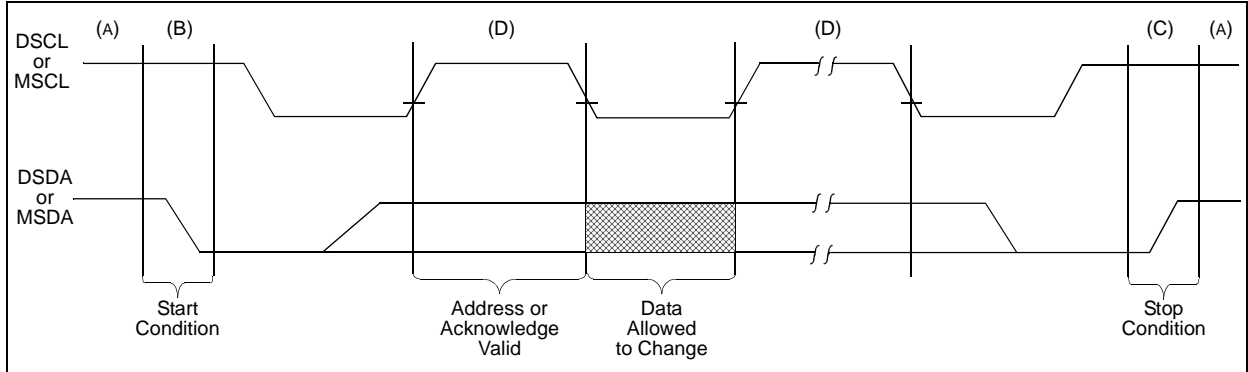 (A)
(B)
(D)
(D)
(C)
(A)
DSCL
or
MSCL
DSDA
or
MSDA
Start
Condition
Address or
Acknowledge
Valid
Data
Allowed
to Change
Stop
Condition